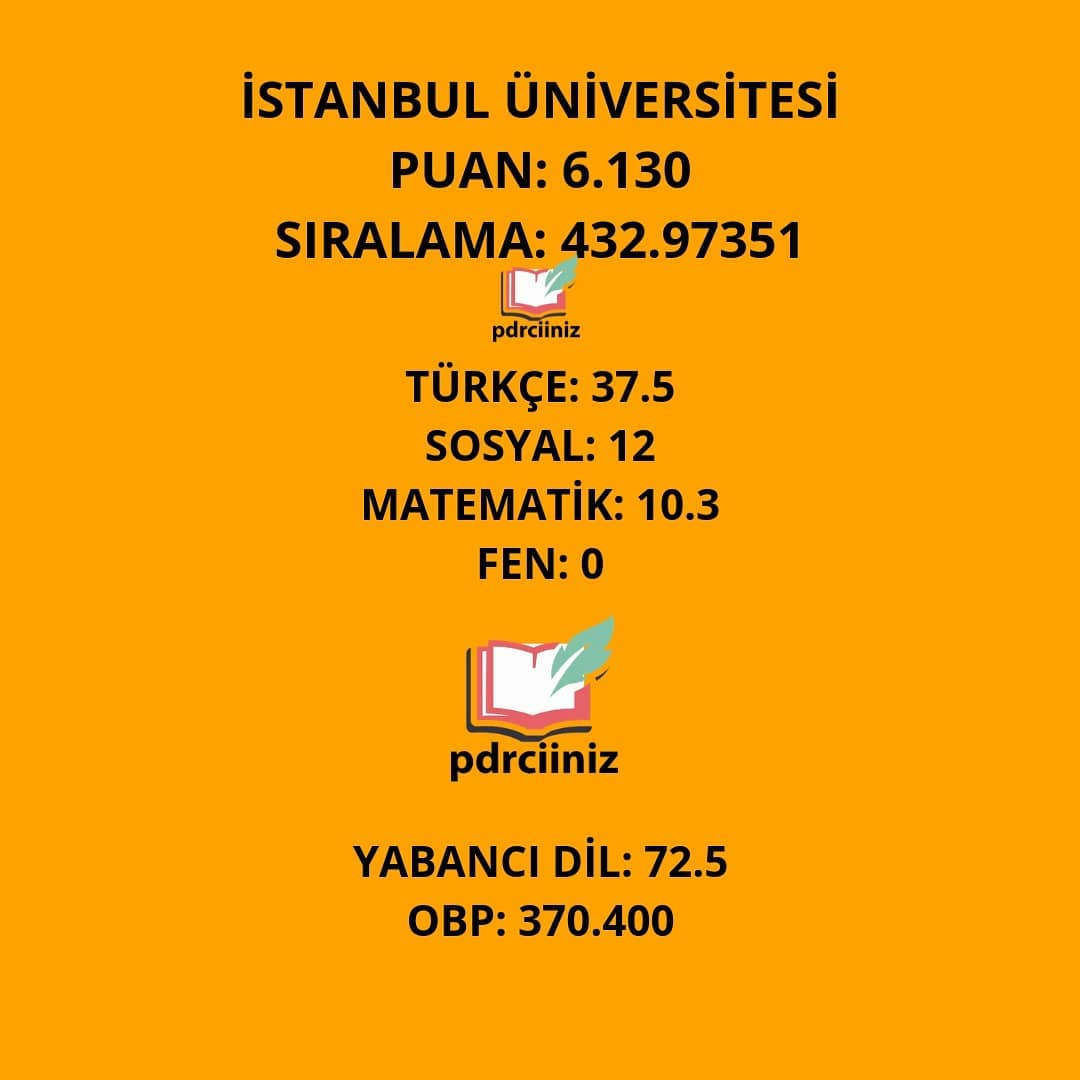 İSTANBUL ÜNİVERSİTESİ
PUAN: 6.130
SIRALAMA: 432.97351
pdrciiniz
TÜRKÇE: 37.5
SOSYAL: 12
MATEMATİK: 10.3
FEN: 0
pdrciiniz
YABANCI DİL: 72.5
OBP: 370.400